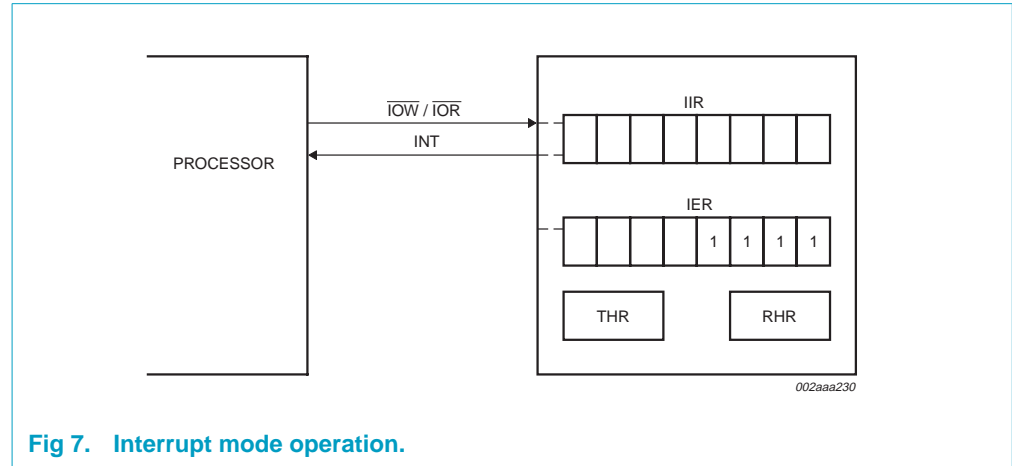 IIR
IOW / IOR
INT
PROCESSOR
IER
1 1 1 1
THR RHR
002aaa230
Fig 7. Interrupt mode operation.